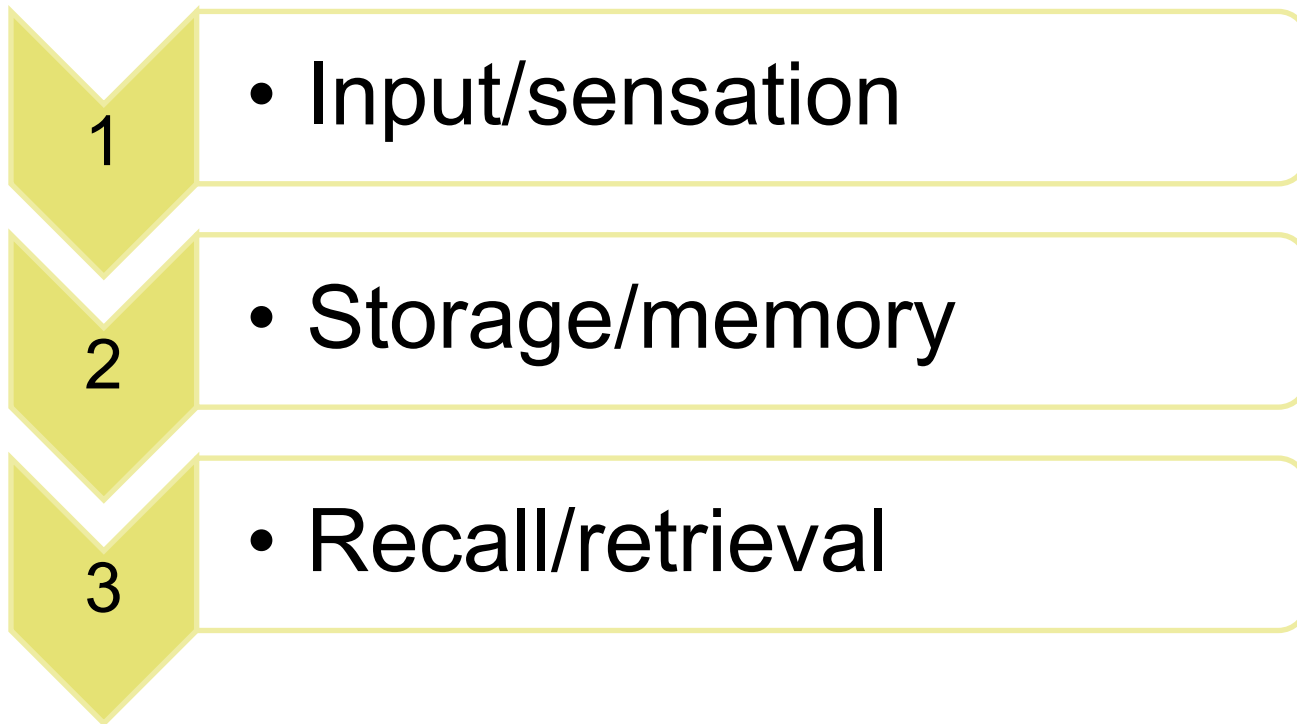 1
• Input/sensation
2
• Storage/memory
3
• Recall/retrieval